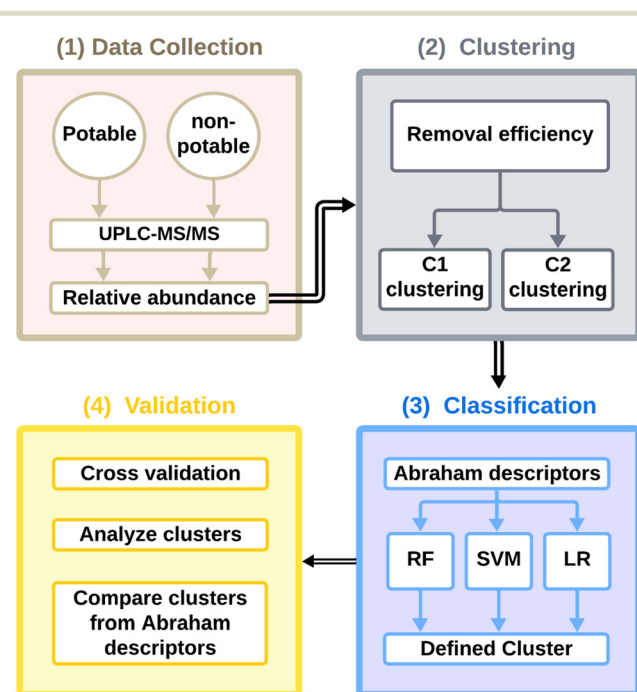 (1) Data Collection
Potable
non-
potable
UPLC-MS/MS
Relative abundance
(2) Clustering
Removal efficiency
C1
clustering
C2
clustering
(3) Classification
Abraham descriptors
RF
SVM
LR
Defined Cluster
(4) Validation
Cross validation
Analyze clusters
Compare clusters
from Abraham
descriptors